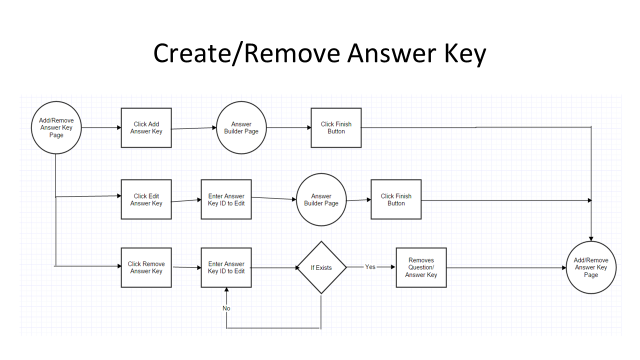 Create/Remove Answer Key
Add/Remove
Answer Key
Page
Click Add
Answer Key
Answer
Builder Page
Click Finish
Button
Click Edit
Answer Key
Enter Answer
Key ID to Edit
Answer
Builder Page
Click Finish
Button
Click Remove
Answer Key
Enter Answer
Key ID to Edit
If Exists
Yes
Removes
Question/
Answer Key
Add/Remove
Answer Key
Page
No